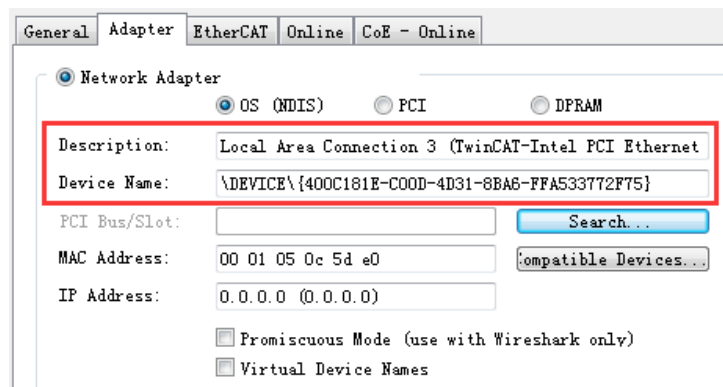 General Adapter EtherCAT Online CoE - Online
Network Adapter
OS (NDIS) PCI DPRAM
Description: Local Area Connection 3 (TwinCAT-Intel PCI Ethernet
Device Name: \DEVICE\{400C181E-C00D-4D31-8BA6-FFA533772F75}
PCI Bus/Slot: Search...
MAC Address: 00 01 05 0c 5d e0 ompatible Devices...
IP Address: 0.0.0.0 (0.0.0.0)
Promiscuous Mode (use with Wireshark only)
Virtual Device Names